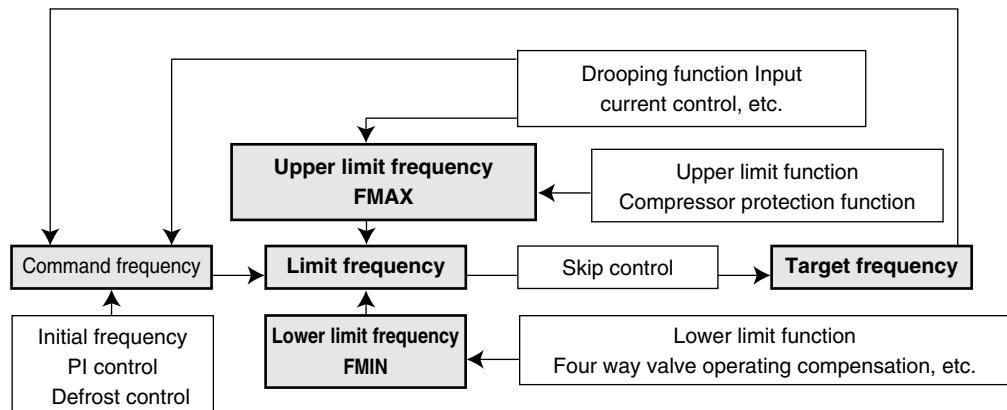 Drooping function Input
current control, etc.
Upper limit frequency
FMAX
Upper limit function
Compressor protection function
Command frequency
Limit frequency
Skip control
Target frequency
Initial frequency
PI control
Defrost control
Lower limit frequency
FMIN
Lower limit function
Four way valve operating compensation, etc.